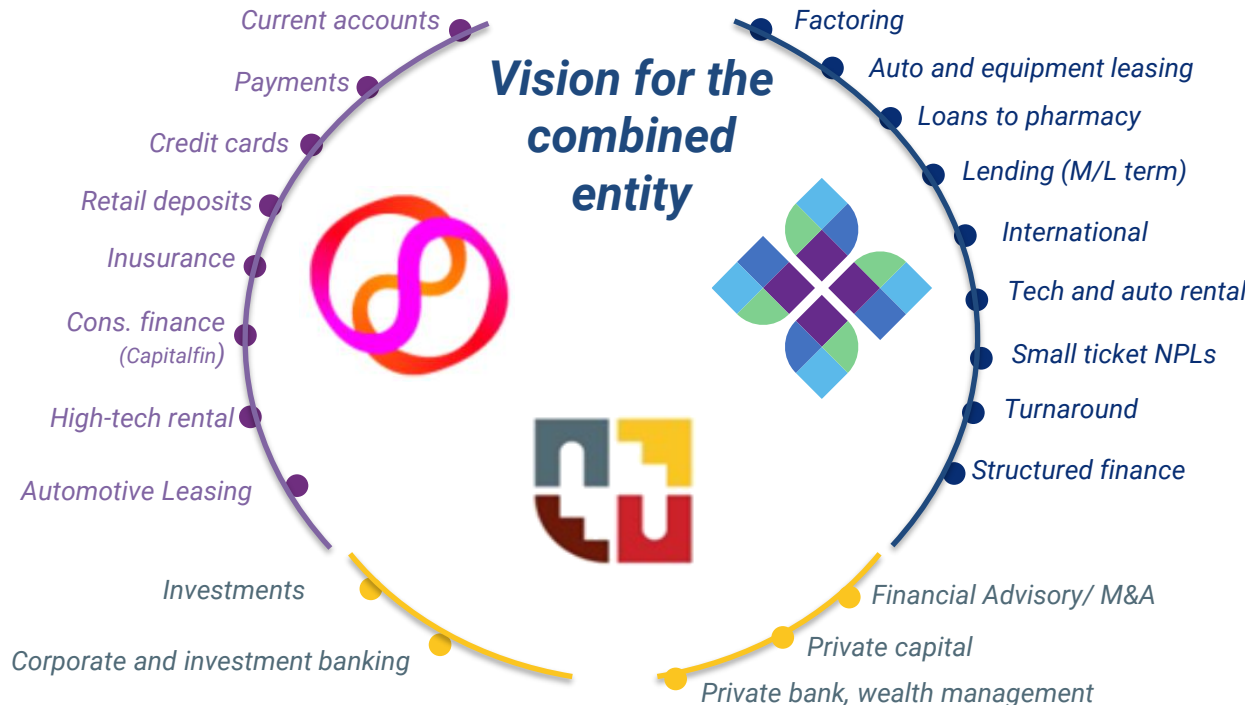 Vision for the
combined
entity
Current accounts
Payments
Credit cards
Retail deposits
Inusurance
Cons. finance
(Capitalfin)
High-tech rental
Automotive Leasing
Investments
Corporate and investment banking
Factoring
Auto and equipment leasing
Loans to pharmacy
Lending (M/L term)
International
Tech and auto rental
Small ticket NPLs
Turnaround
Structured finance
Financial Advisory/ M&A
Private capital
Private bank, wealth management